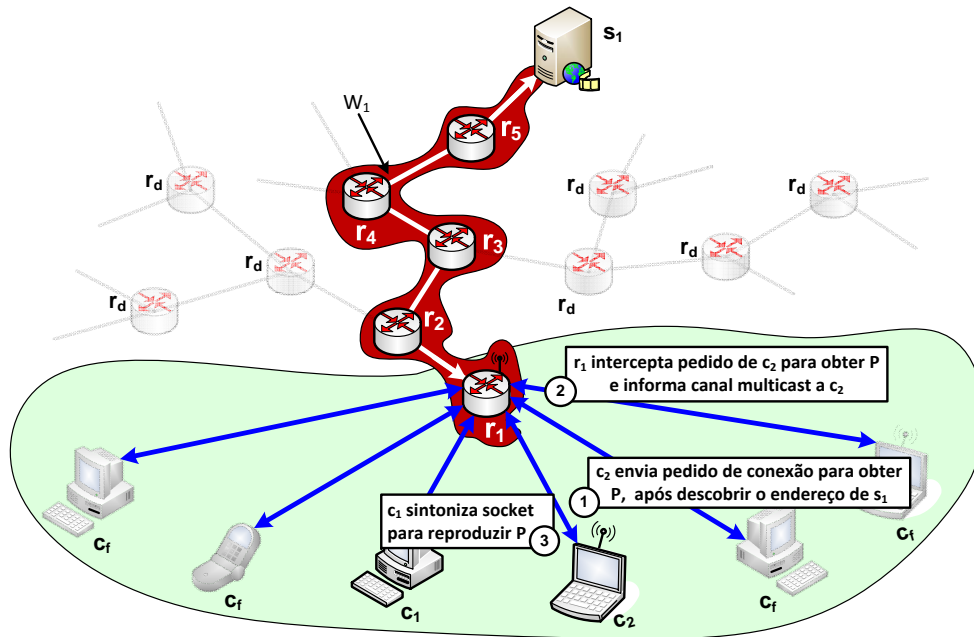 s1
W1
r5
rd
rd
rd
r4
r3
rd
rd
rd
rd
r2
r1 intercepta pedido de c2 para obter P
e informa canal multicast a c2
2
r1
c2 envia pedido de conexão para obter
P, após descobrir o endereço de s1
1
c1 sintoniza socket
para reproduzir P
3
cf
cf
cf
c1
c2
cf